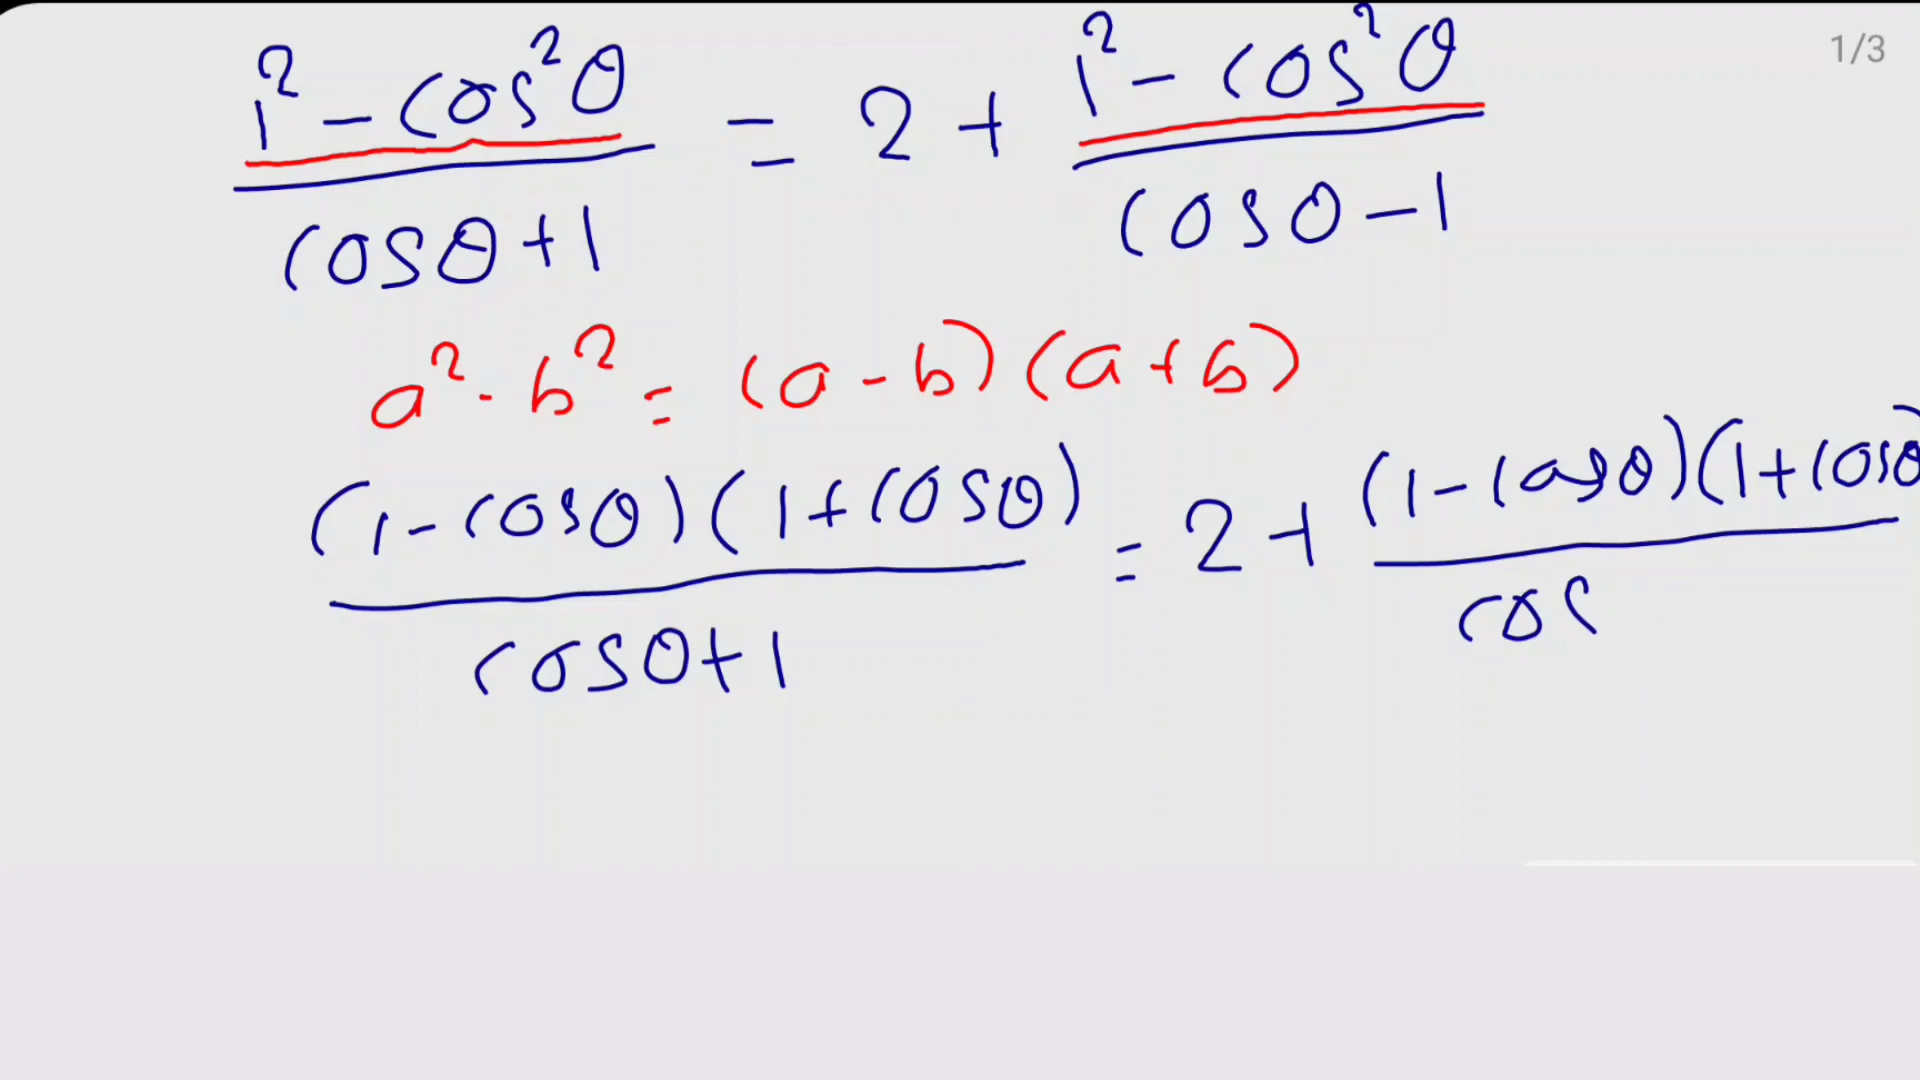 1/3
1² - cos²θ / cosθ+1 = 2 + 1² - cos²θ / cosθ-1
a² - b² = (a-b)(a+b)
(1-cosθ)(1+cosθ) / cosθ+1 = 2 + (1-cosθ)(1+cosθ) / cos